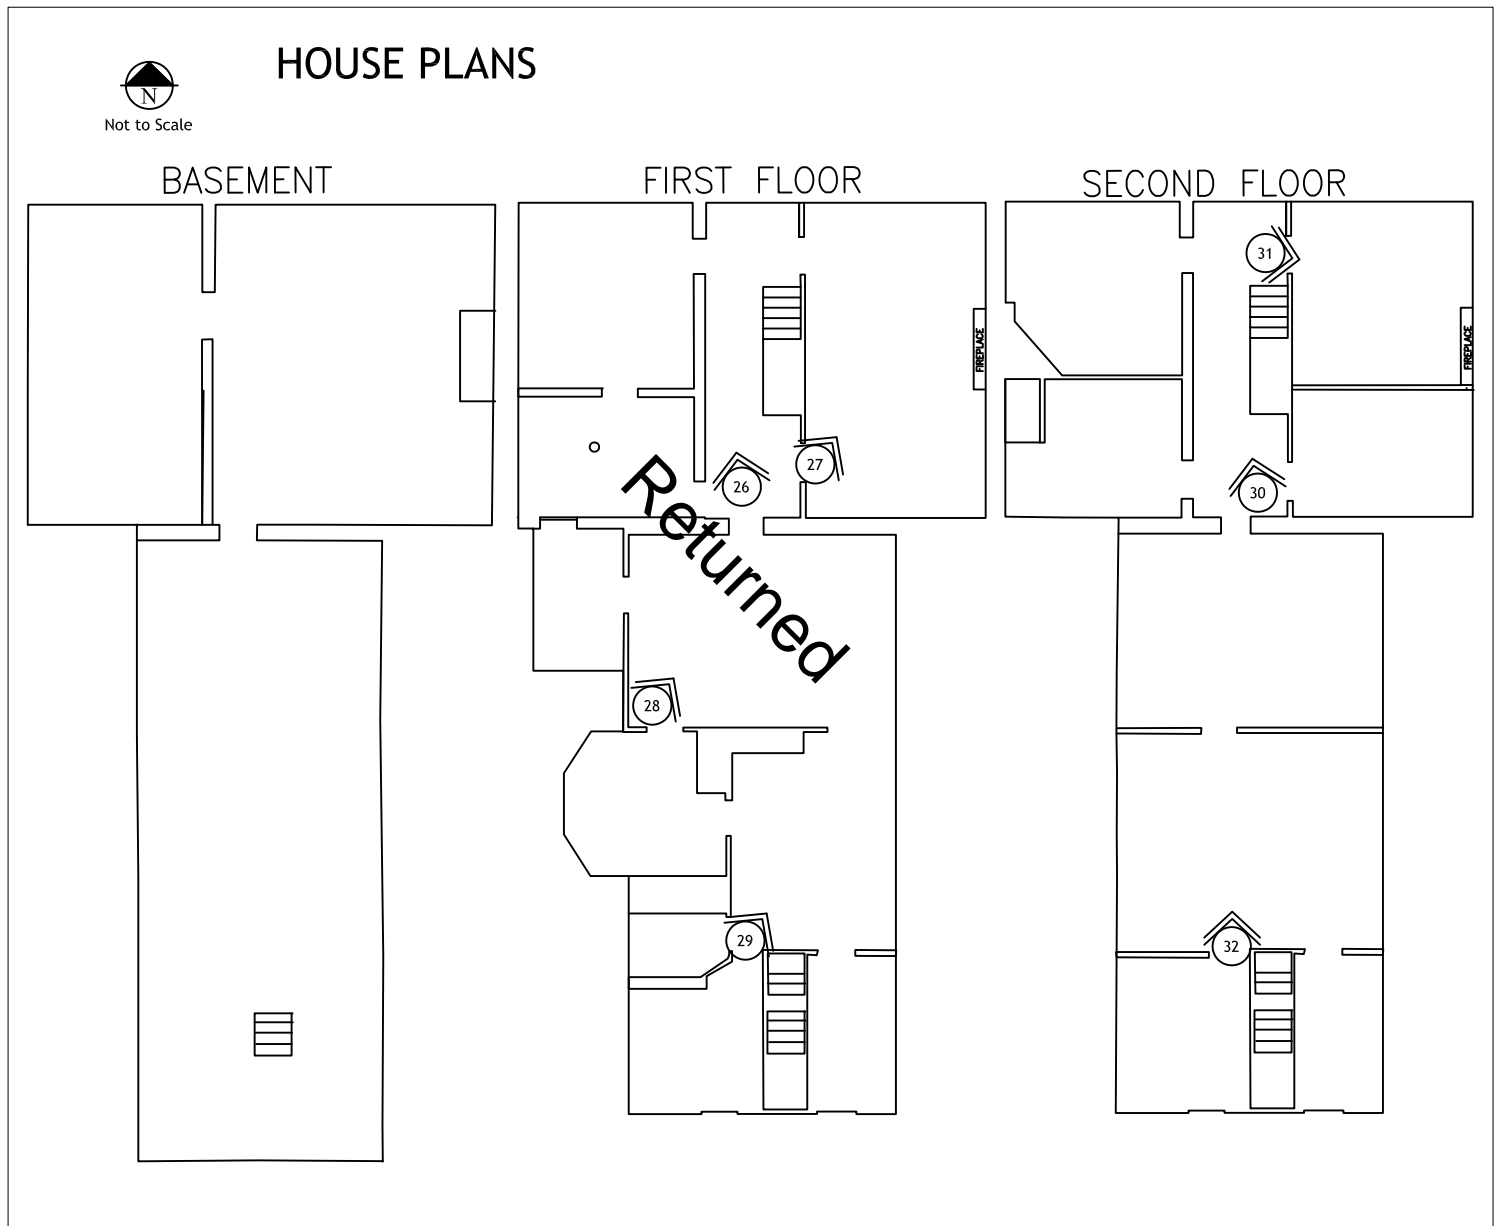 HOUSE PLANS
N
Not to Scale
BASEMENT
FIRST FLOOR
SECOND FLOOR
31
FIREPLACE
FIREPLACE
27
26
30
Returned
28
29
32